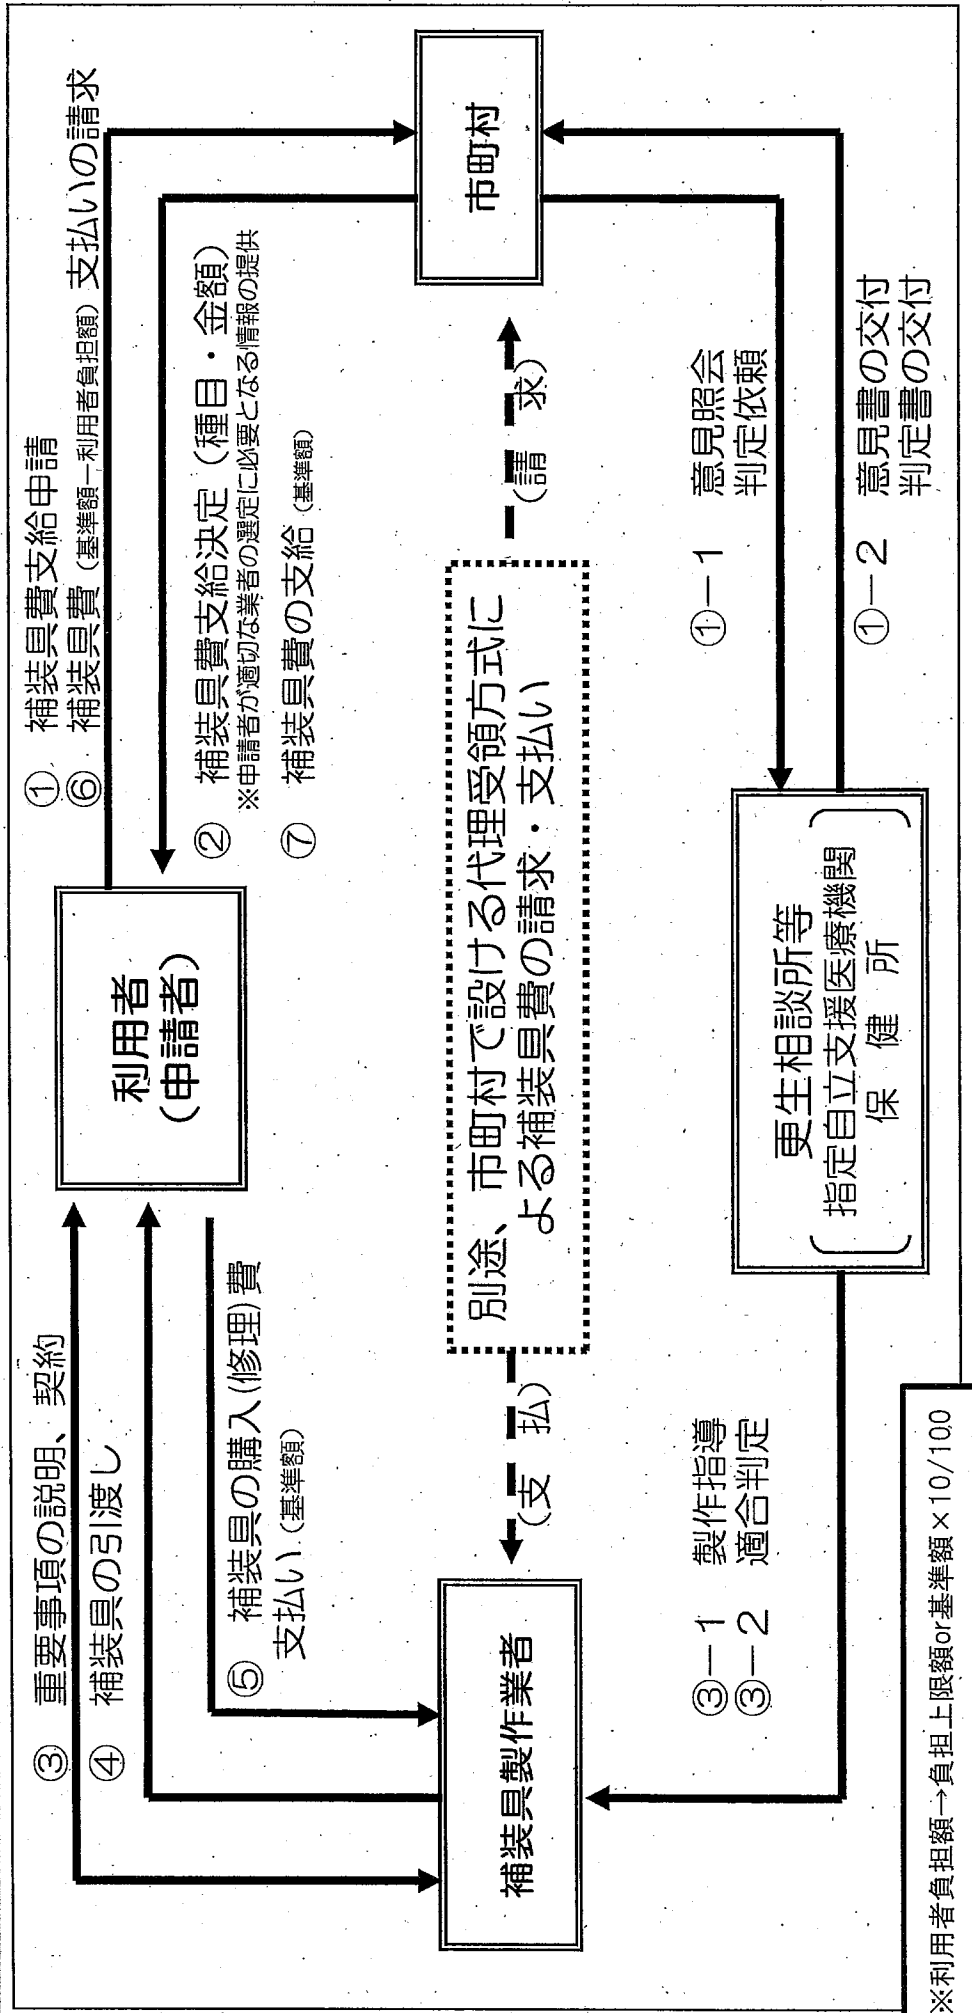 ① 補装具費支給申請
⑥ 補装具費(基準額－利用者負担額)支払いの請求
③ 重要事項の説明、契約
④ 補装具の引渡し
利用者
(申請者)
② 補装具費支給決定(種目・金額)
※申請者が適切な業者の選定に必要となる情報の提供
⑦ 補装具費の支給(基準額)
⑤ 補装具の購入(修理)費
支払い(基準額)
補装具製作業者
(支 払)
別途、市町村で設ける代理受領方式に
よる補装具費の請求・支払い
(請 求)
市町村
③－1 製作指導
③－2 適合判定
①－1 意見照会
判定依頼
更生相談所等
指定自立支援医療機関
保 健 所
①－2 意見書の交付
判定書の交付
※利用者負担額→負担上限額or基準額×10/100